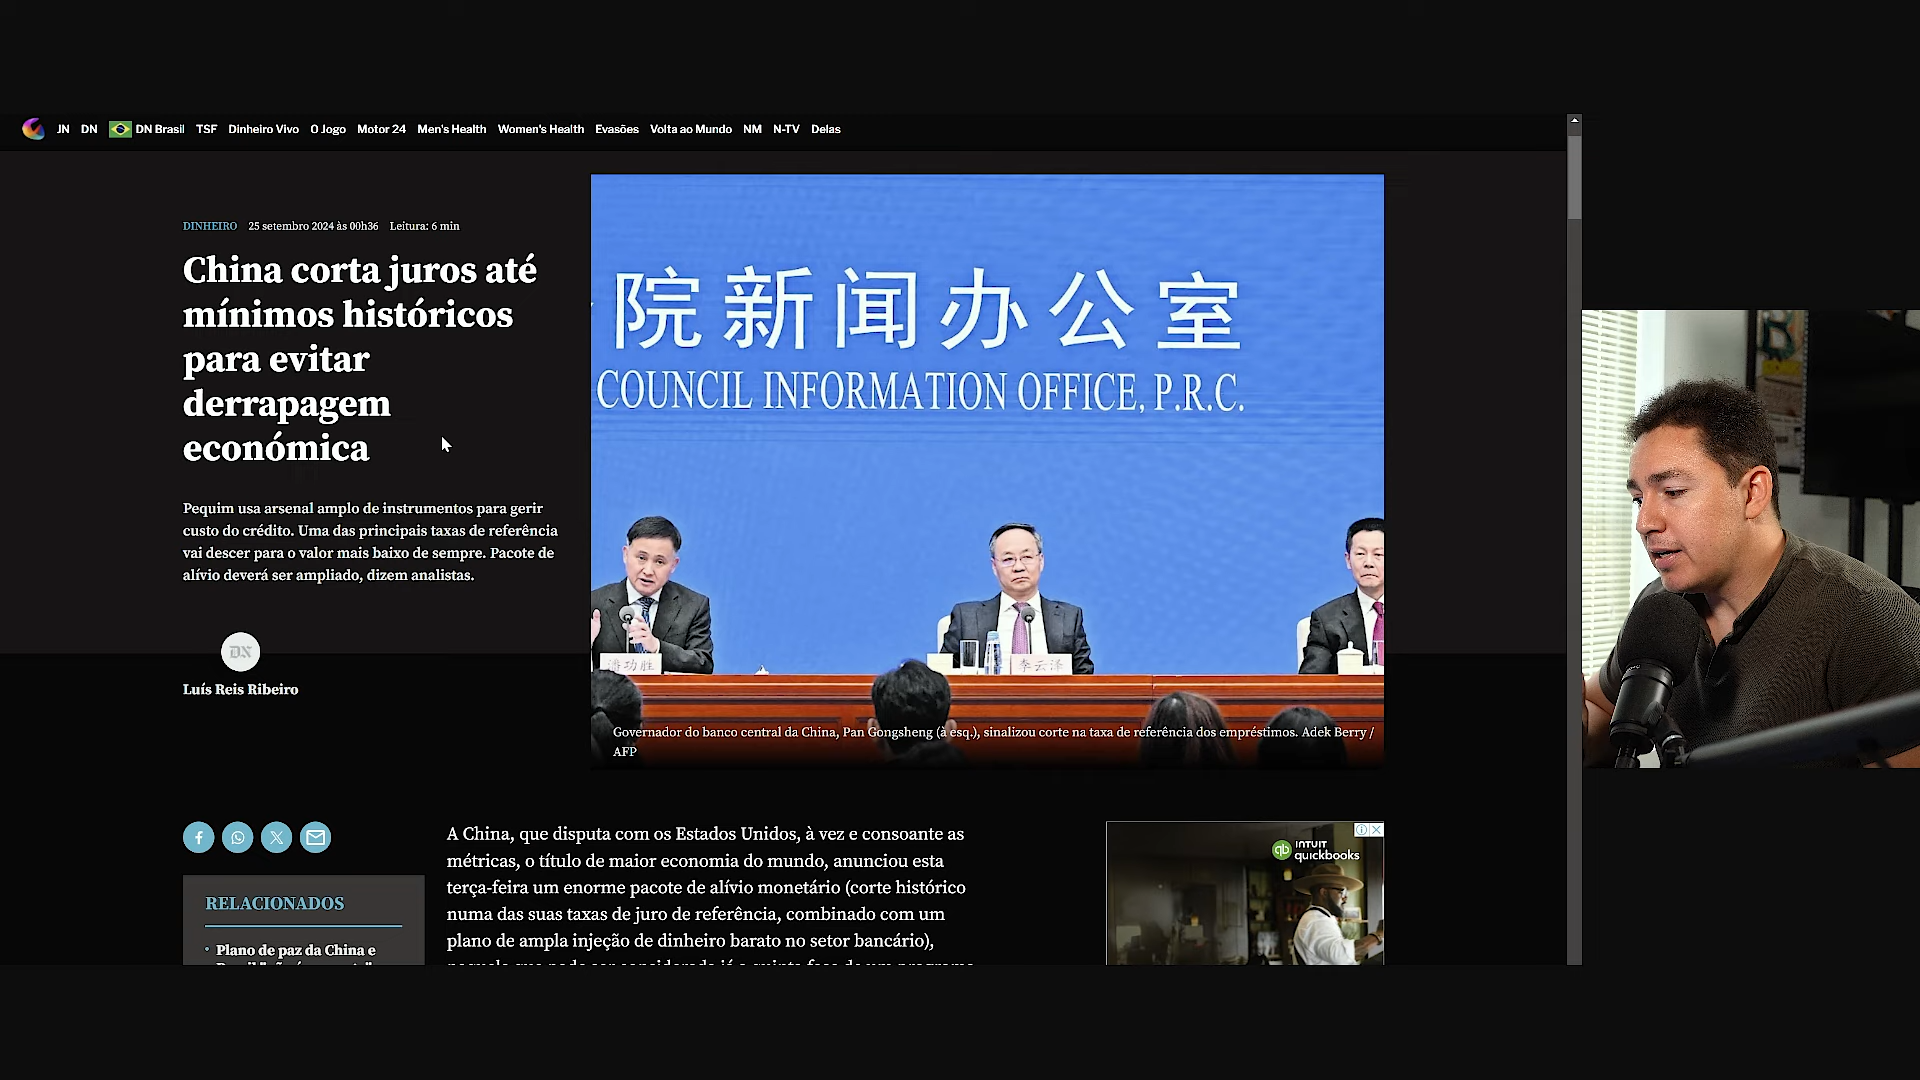 JN DN DN Brasil TSF Dinheiro Vivo O Jogo Motor 24 Men's Health Women's Health Evasões Volta ao Mundo NM N-TV Delas
DINHEIRO 25 setembro 2024 às 00h36 Leitura: 6 min
China corta juros até
mínimos históricos
para evitar
derrapagem
económica
Pequim usa arsenal amplo de instrumentos para gerir
custo do crédito. Uma das principais taxas de referência
vai descer para o valor mais baixo de sempre. Pacote de
alívio deverá ser ampliado, dizem analistas.
DN
Luís Reis Ribeiro
院新闻办公室
COUNCIL INFORMATION OFFICE, P.R.C.
潘功胜
李云泽
Governador do banco central da China, Pan Gongsheng (à esq.), sinalizou corte na taxa de referência dos empréstimos. Adek Berry /
AFP
RELACIONADOS
Plano de paz da China e
A China, que disputa com os Estados Unidos, à vez e consoante as
métricas, o título de maior economia do mundo, anunciou esta
terça-feira um enorme pacote de alívio monetário (corte histórico
numa das suas taxas de juro de referência, combinado com um
plano de ampla injeção de dinheiro barato no setor bancário),
qb INTUIT
quickbooks